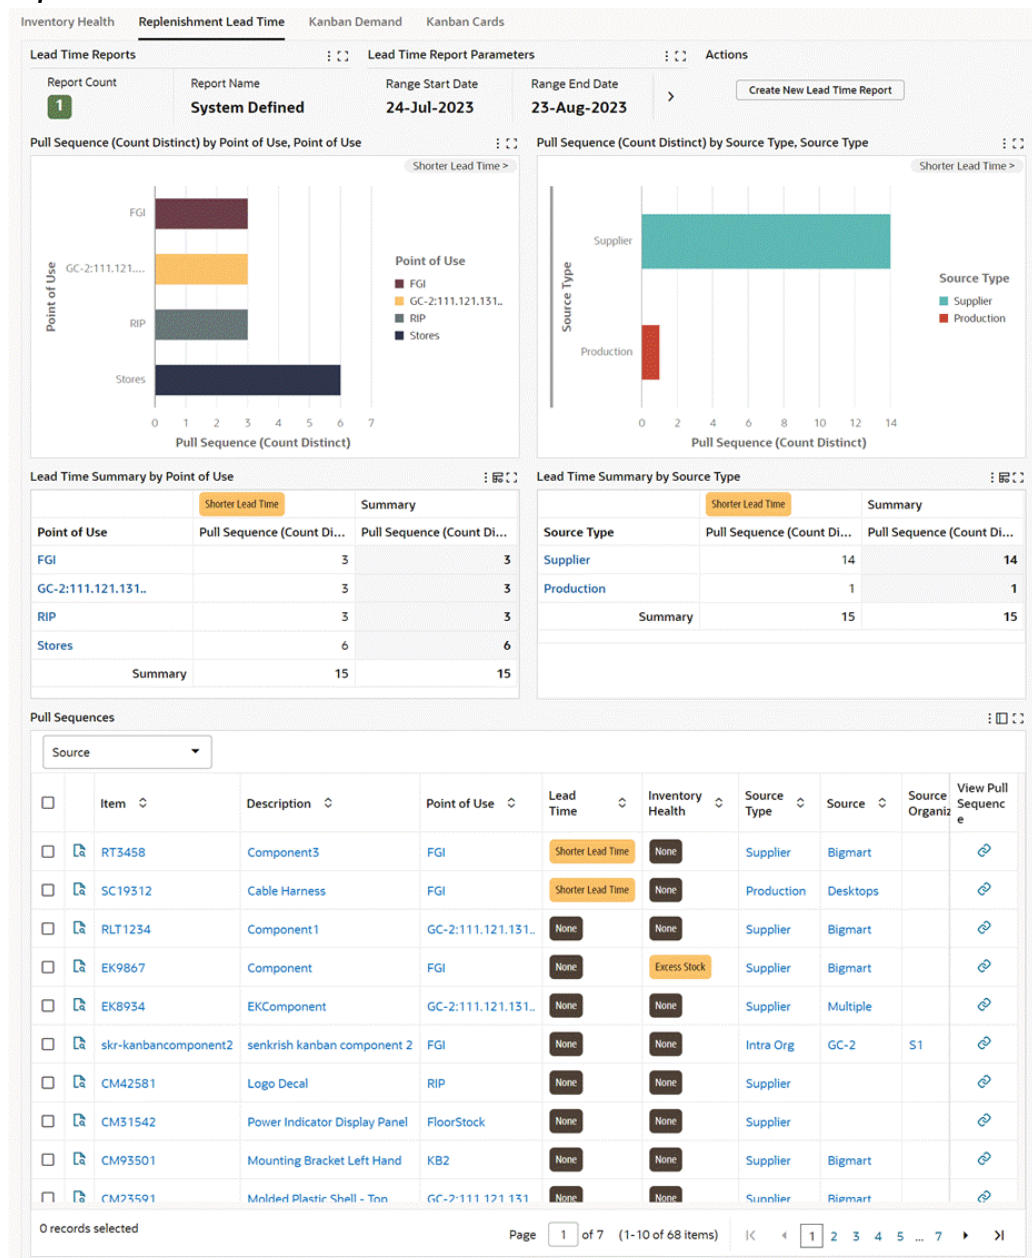 Inventory Health Replenishment Lead Time Kanban Demand Kanban Cards
Lead Time Reports
Report Count
1
Report Name
System Defined
Lead Time Report Parameters
Range Start Date
24-Jul-2023
Range End Date
23-Aug-2023
Actions
Create New Lead Time Report
Pull Sequence (Count Distinct) by Point of Use, Point of Use
Shorter Lead Time >
Point of Use
FGI
GC-2:111.121....
RIP
Stores
0 1 2 3 4 5 6 7
Pull Sequence (Count Distinct)
Point of Use
FGI
GC-2:111.121.131..
RIP
Stores
Pull Sequence (Count Distinct) by Source Type, Source Type
Shorter Lead Time >
Source Type
Supplier
Production
0 2 4 6 8 10 12 14
Pull Sequence (Count Distinct)
Source Type
Supplier
Production
Lead Time Summary by Point of Use
Shorter Lead Time Summary
Point of Use Pull Sequence (Count Di... Pull Sequence (Count Di...
FGI 3 3
GC-2:111.121.131.. 3 3
RIP 3 3
Stores 6 6
Summary 15 15
Lead Time Summary by Source Type
Shorter Lead Time Summary
Source Type Pull Sequence (Count Di... Pull Sequence (Count Di...
Supplier 14 14
Production 1 1
Summary 15 15
Pull Sequences
Source
Item Description Point of Use Lead Time Inventory Health Source Type Source Source Organiz View Pull Sequenc e
RT3458 Component3 FGI Shorter Lead Time None Supplier Bigmart
SC19312 Cable Harness FGI Shorter Lead Time None Production Desktops
RLT1234 Component1 GC-2:111.121.131.. None None Supplier Bigmart
EK9867 Component FGI None Excess Stock Supplier Bigmart
EK8934 EKComponent GC-2:111.121.131.. None None Supplier Multiple
skr-kanbancomponent2 senkrish kanban component 2 FGI None None Intra Org GC-2 S1
CM42581 Logo Decal RIP None None Supplier
CM31542 Power Indicator Display Panel FloorStock None None Supplier
CM93501 Mounting Bracket Left Hand KB2 None None Supplier Bigmart
CM23591 Molded Plastic Shell - Top GC-2:111.121.131 None None Supplier Bigmart
0 records selected
Page 1 of 7 (1-10 of 68 items) 1 2 3 4 5 ... 7